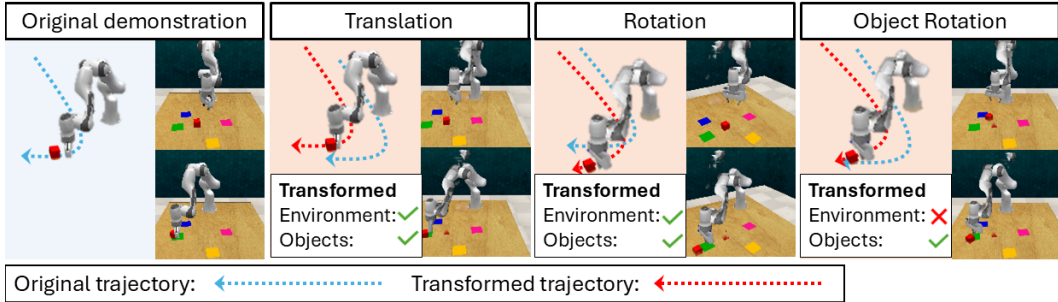 Original demonstration
Translation
Rotation
Object Rotation
Transformed
Environment:
Objects:
Transformed
Environment:
Objects:
Transformed
Environment:
Objects:
Original trajectory:
Transformed trajectory: